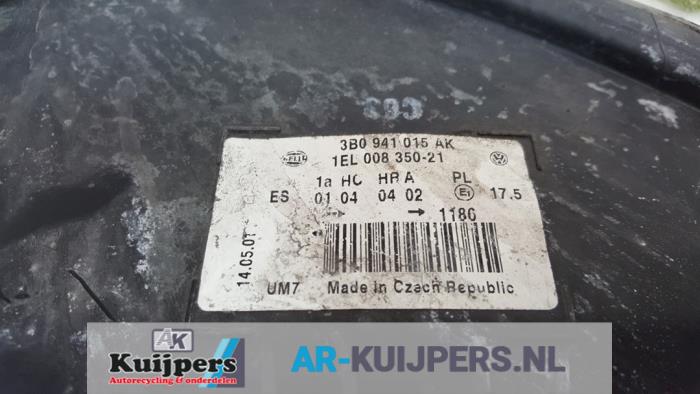 3B0 941 015 AK
1EL 008 350-21
1a HC HR A PL
ES 01 04 04 02 E1 17.5
1180
14.05.01
UM7 Made in Czech Republic
AK
Kuijpers
Autorecycling & onderdelen
AR-KUIJPERS.NL